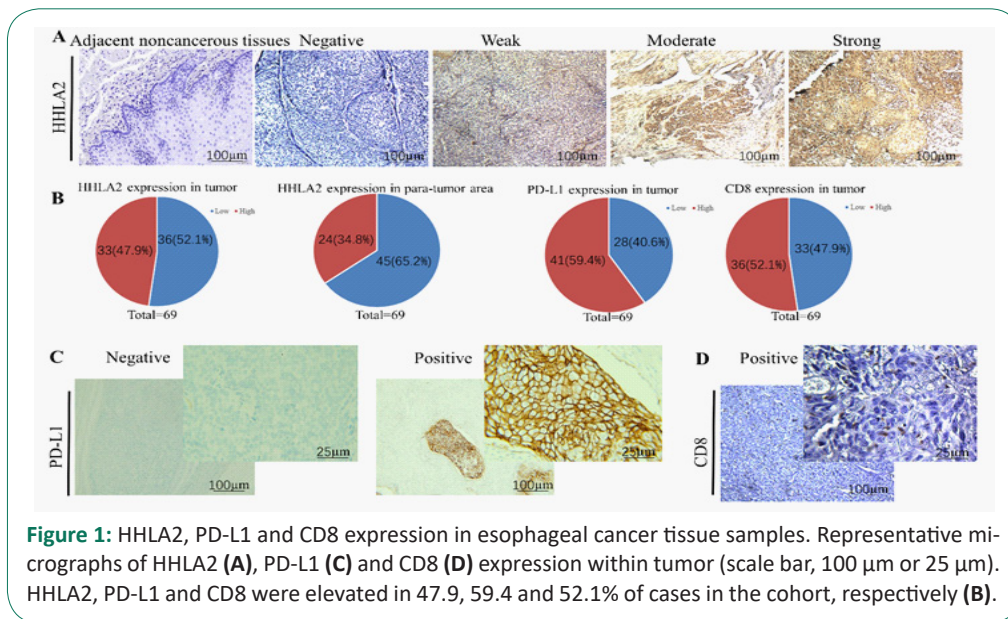 A
Adjacent noncancerous tissues Negative Weak Moderate Strong
HHLA2
100μm 100μm 100μm 100μm 100μm
B
HHLA2 expression in tumor
Low High
33(47.9%) 36(52.1%)
Total=69
HHLA2 expression in para-tumor area
Low High
24(34.8%) 45(65.2%)
Total=69
PD-L1 expression in tumor
Low High
41(59.4%) 28(40.6%)
Total=69
CD8 expression in tumor
Low High
36(52.1%) 33(47.9%)
Total=69
C
Negative Positive
PD-L1
25μm
100μm
25μm
100μm
D
Positive
CD8
25μm
100μm
Figure 1: HHLA2, PD-L1 and CD8 expression in esophageal cancer tissue samples. Representative mi-
crographs of HHLA2 (A), PD-L1 (C) and CD8 (D) expression within tumor (scale bar, 100 μm or 25 μm).
HHLA2, PD-L1 and CD8 were elevated in 47.9, 59.4 and 52.1% of cases in the cohort, respectively (B).